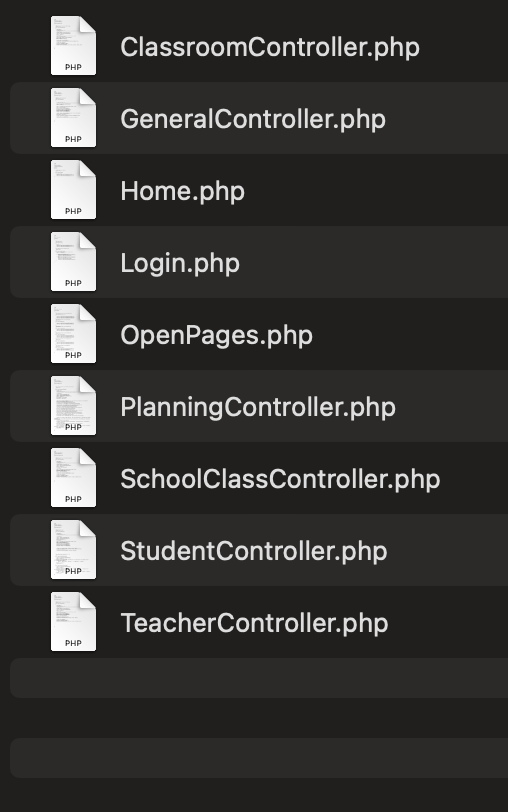 PHP ClassroomController.php
PHP GeneralController.php
PHP Home.php
PHP Login.php
PHP OpenPages.php
PHP PlanningController.php
PHP SchoolClassController.php
PHP StudentController.php
PHP TeacherController.php